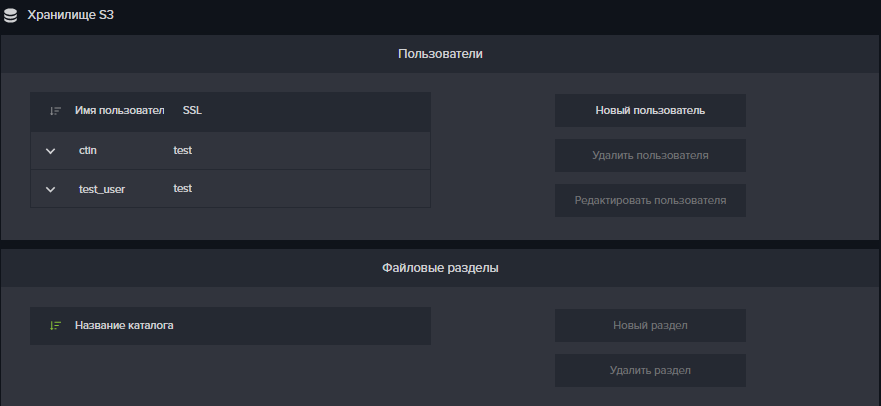 Хранилище S3
Пользователи
Имя пользовател SSL
Новый пользователь
ctin test
Удалить пользователя
test_user test
Редактировать пользователя
Файловые разделы
Название каталога
Новый раздел
Удалить раздел